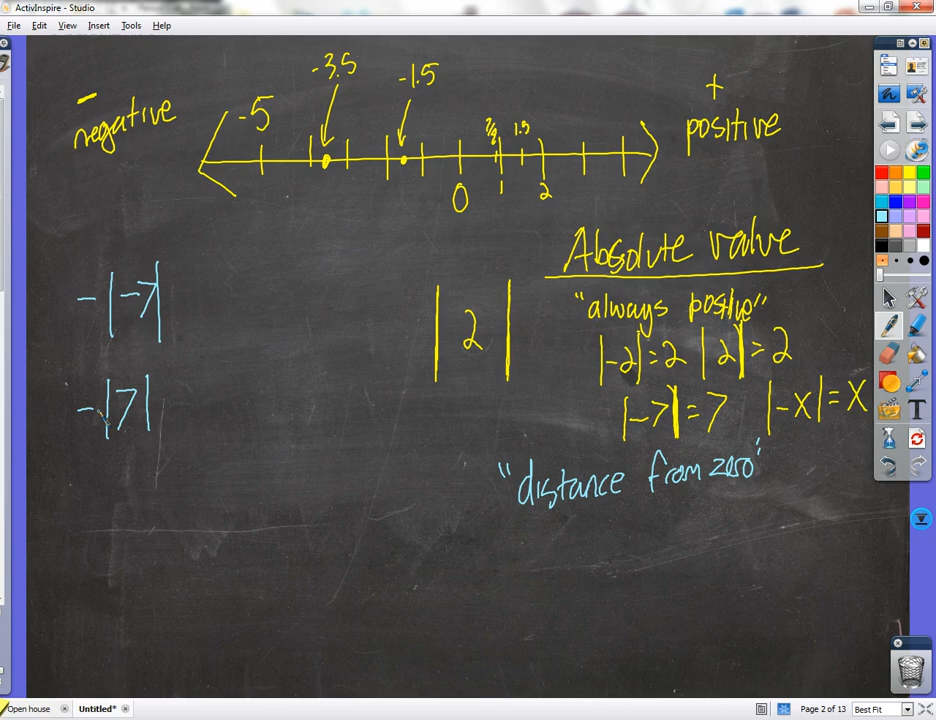 ActivInspire - Studio
File Edit View Insert Tools Help
-3.5
-1.5
+
negative
-5
1.5
positive
0 1 2
Absolute value
"always positive"
-|-7|
|2|
|-2|=2 |2|=2
-|7|
|-7|=7 |-x|=x
"distance from zero"
Open house Untitled* Page 2 of 13 Best Fit